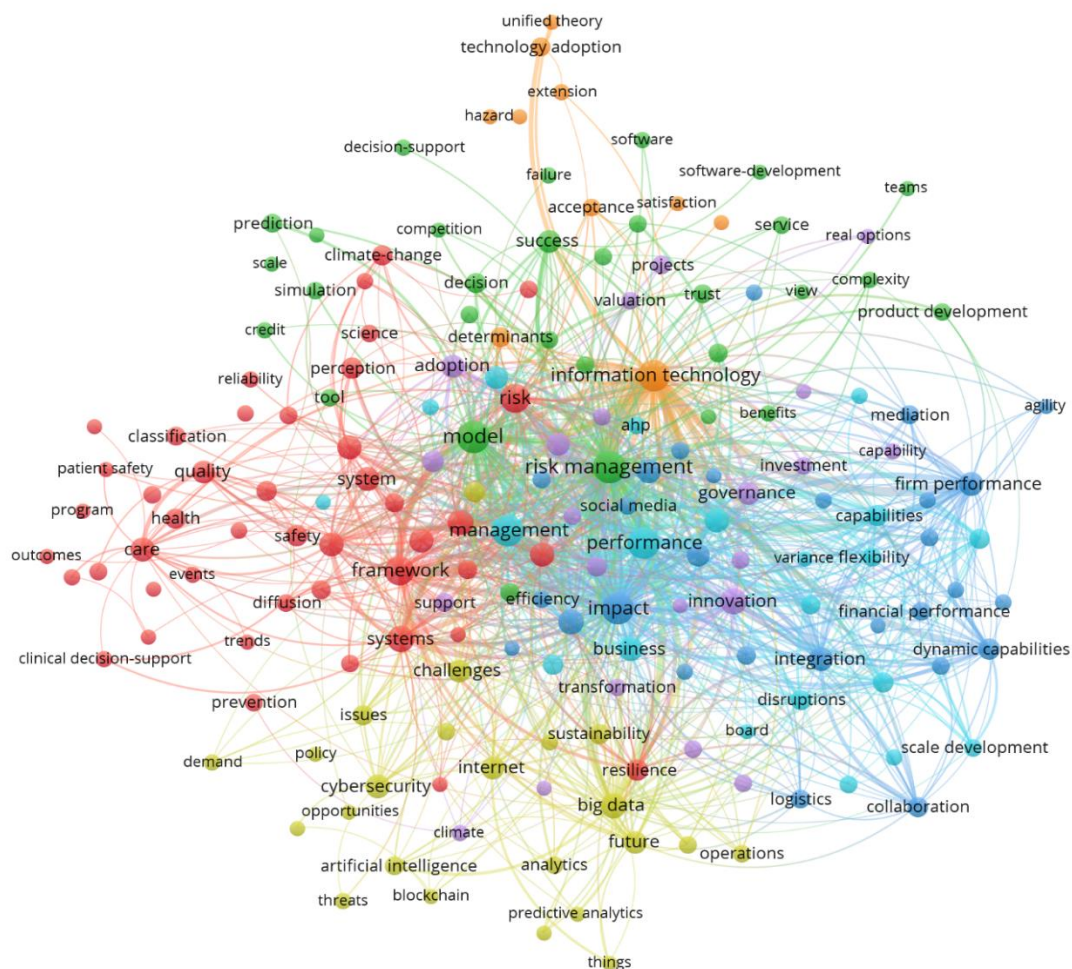 unified theory
technology adoption
extension
hazard
software
decision-support
failure
software-development
teams
acceptance
satisfaction
prediction
competition
success
service
real options
climate-change
scale
projects
simulation
decision
valuation
trust
view
complexity
product development
credit
science
determinants
perception
adoption
information technology
reliability
tool
risk
benefits
mediation
agility
ahp
classification
model
capability
patient safety
quality
system
risk management
investment
firm performance
governance
program
health
social media
capabilities
safety
management
performance
variance flexibility
outcomes
care
events
framework
diffusion
support
efficiency
impact
innovation
financial performance
trends
systems
business
integration
dynamic capabilities
clinical decision-support
challenges
transformation
prevention
disruptions
issues
sustainability
board
scale development
demand
policy
internet
resilience
cybersecurity
logistics
collaboration
opportunities
big data
climate
future
operations
artificial intelligence
analytics
threats
blockchain
predictive analytics
things